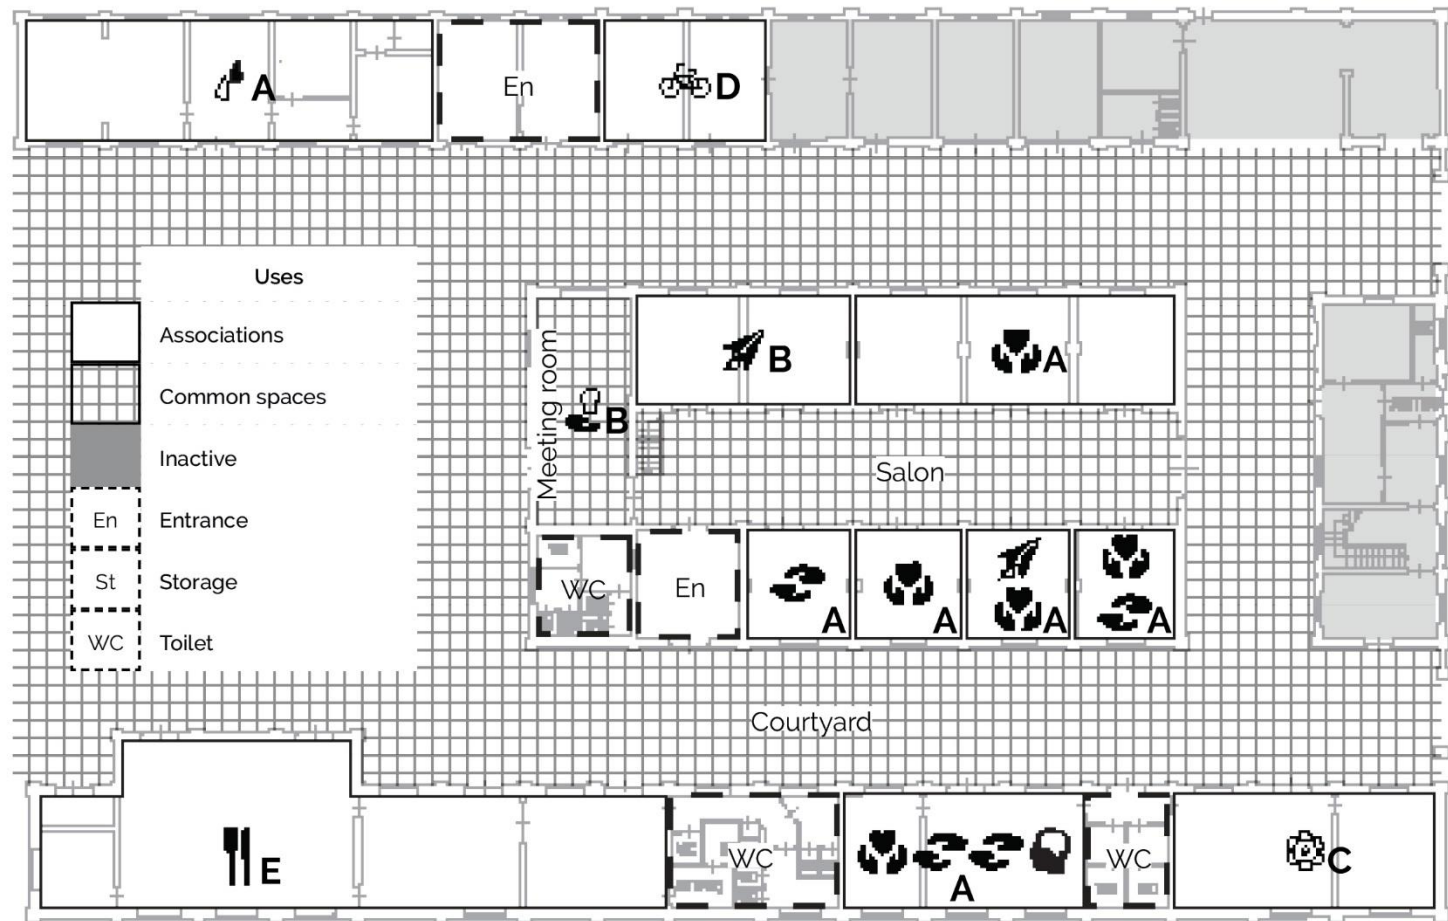 A
En
D
Uses
Associations
Common spaces
Inactive
En
Entrance
St
Storage
WC
Toilet
Meeting room
B
A
B
Salon
WC
En
A
A
A
A
Courtyard
E
WC
A
WC
C